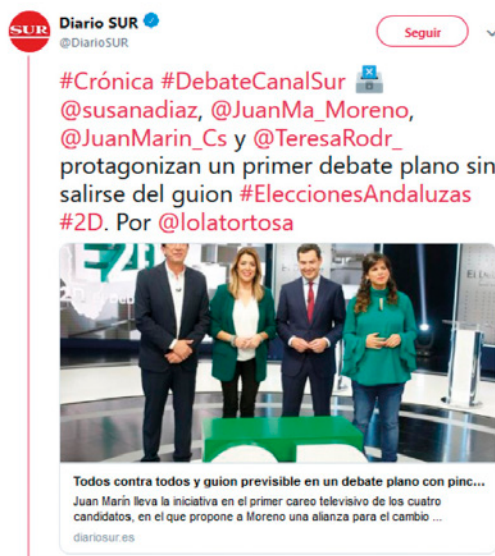 SUR
Diario SUR
@DiarioSUR
Seguir
#Crónica #DebateCanalSur
@susanadiaz, @JuanMa_Moreno,
@JuanMarin_Cs y @TeresaRodr_
protagonizan un primer debate plano sin
salirse del guion #EleccionesAndaluzas
#2D. Por @lolatortosa
Todos contra todos y guion previsible en un debate plano con pinc...
Juan Marín lleva la iniciativa en el primer careo televisivo de los cuatro
candidatos, en el que propone a Moreno una alianza para el cambio ...
diariosur.es